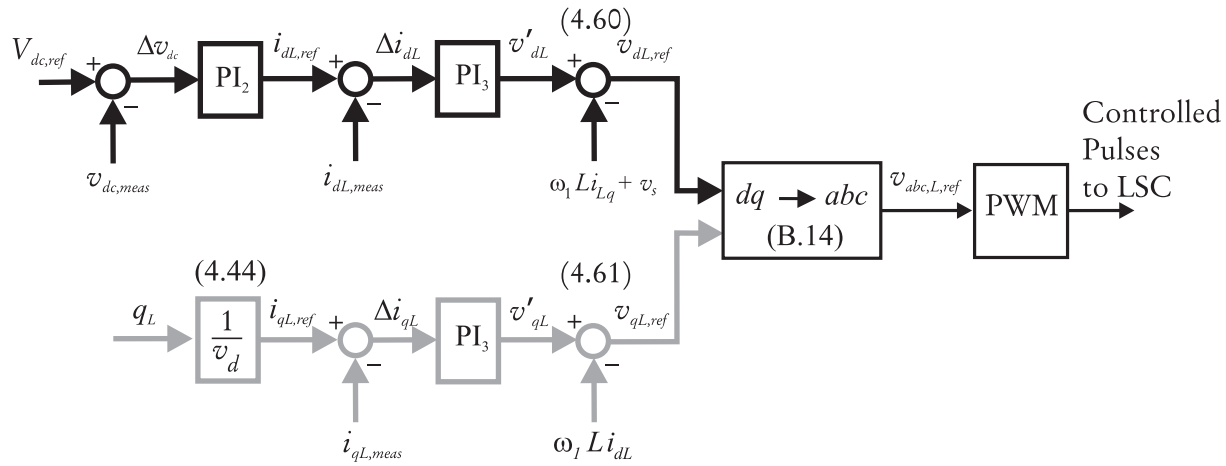 (4.60)
V_dc,ref
+
Δv_dc
PI_2
i_dL,ref
+
Δi_dL
PI_3
v'_dL
+
v_dL,ref
−
−
−
v_dc,meas
i_dL,meas
ω_1 L i_Lq + v_s
Controlled
Pulses
to LSC
dq → abc
(B.14)
v_abc,L,ref
PWM
(4.44)
(4.61)
q_L
1
v_d
i_qL,ref
+
Δi_qL
PI_3
v'_qL
+
v_qL,ref
−
−
i_qL,meas
ω_1 L i_dL